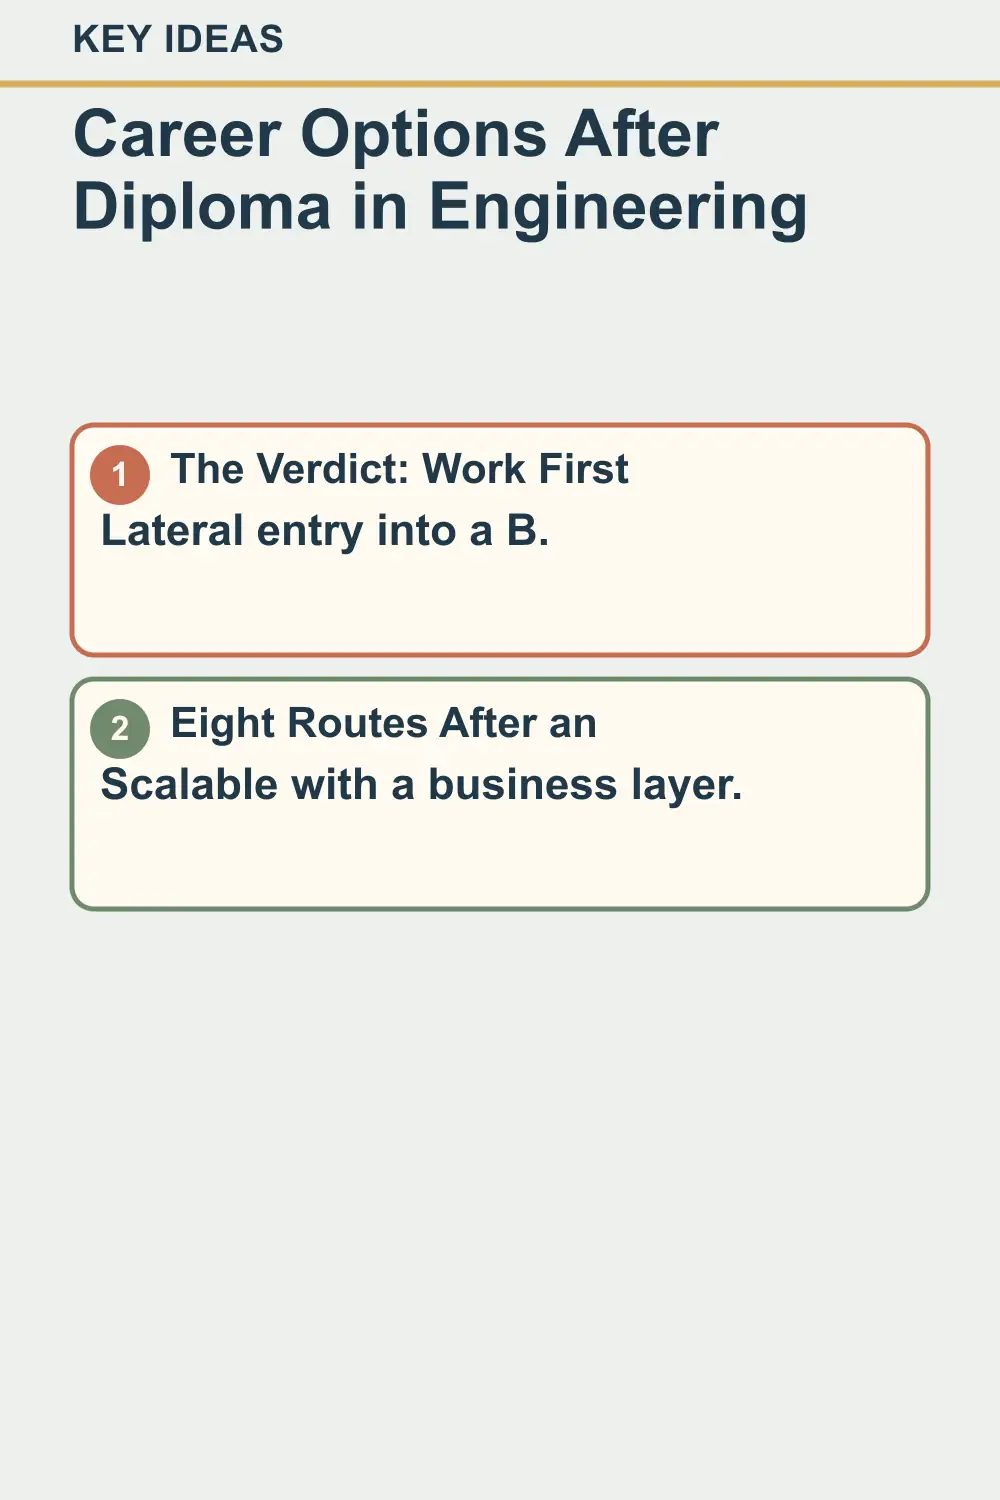 KEY IDEAS
Career Options After
Diploma in Engineering
1 The Verdict: Work First
Lateral entry into a B.
2 Eight Routes After an
Scalable with a business layer.